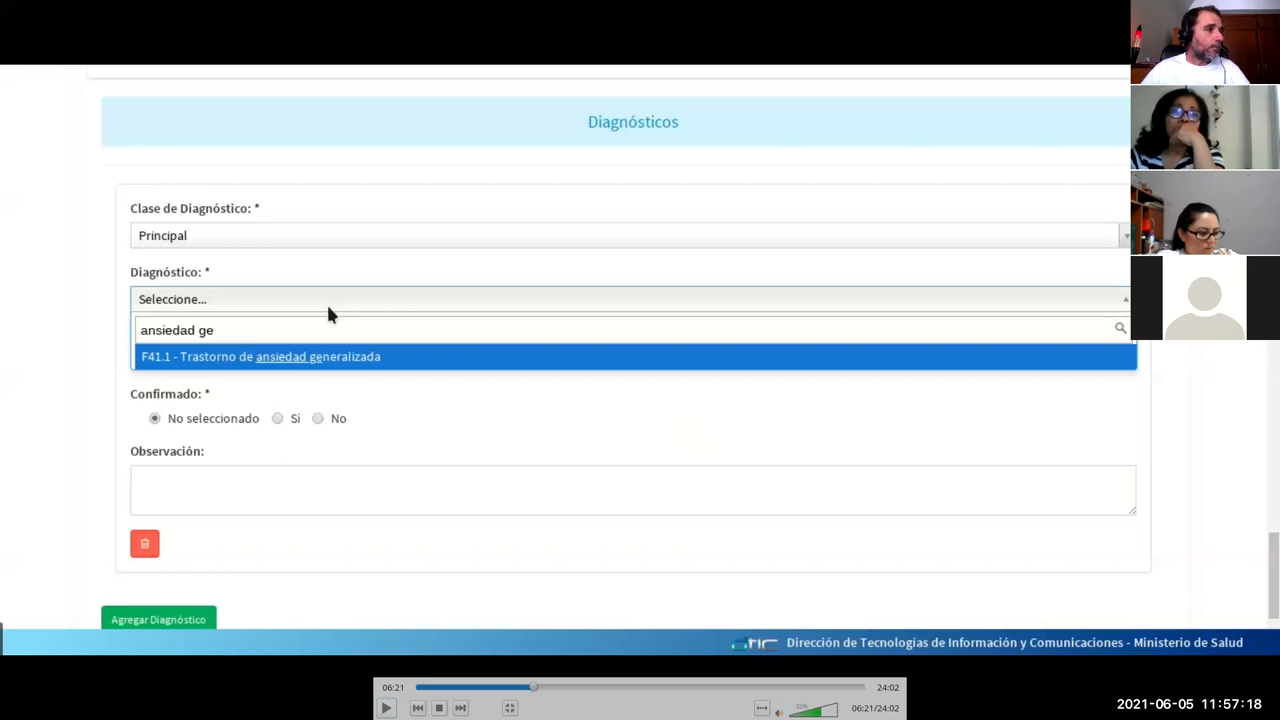 Diagnósticos
Clase de Diagnóstico: *
Principal
Diagnóstico: *
Seleccione...
ansiedad ge
F41.1 - Trastorno de ansiedad generalizada
Confirmado: *
No seleccionado Si No
Observación:
Agregar Diagnóstico
Dirección de Tecnologías de Información y Comunicaciones - Ministerio de Salud
06:21 24:02
06:21/24:02
2021-06-05 11:57:18